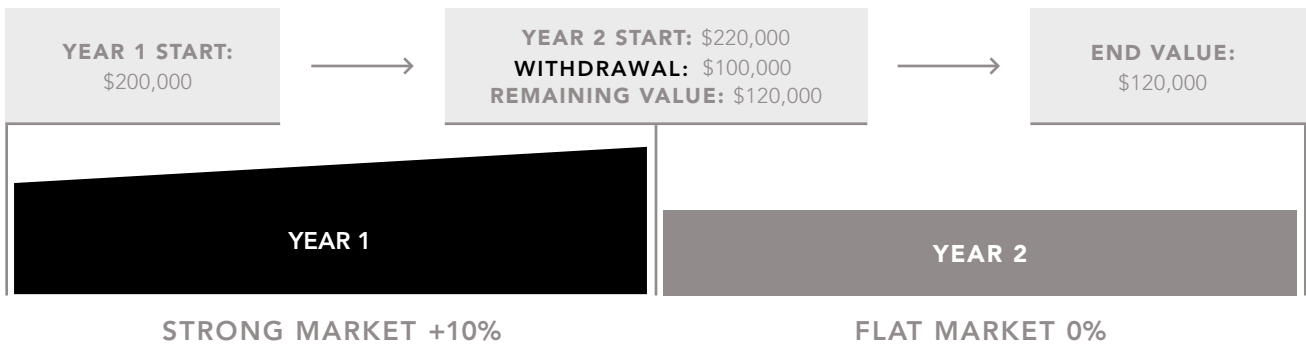 YEAR 1 START:
$200,000
YEAR 2 START: $220,000
WITHDRAWAL: $100,000
REMAINING VALUE: $120,000
END VALUE:
$120,000
YEAR 1
YEAR 2
STRONG MARKET +10%
FLAT MARKET 0%